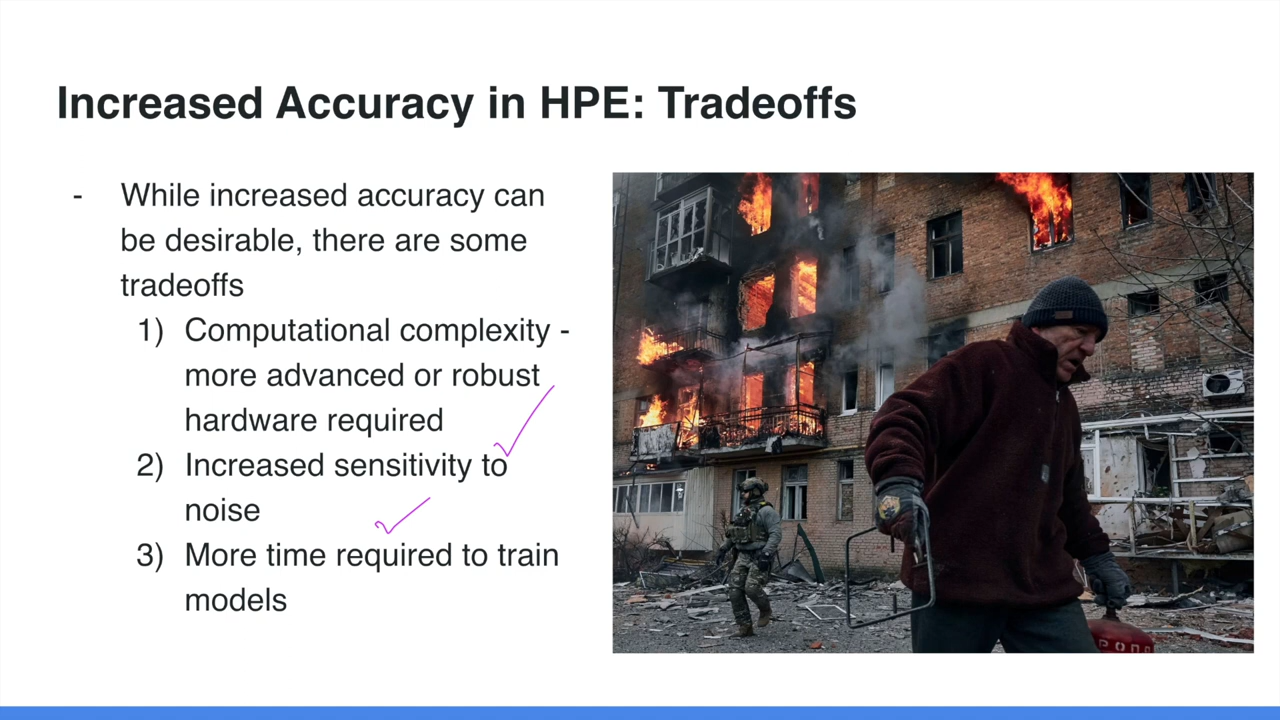 Increased Accuracy in HPE: Tradeoffs
- While increased accuracy can
be desirable, there are some
tradeoffs
1) Computational complexity -
more advanced or robust
hardware required
2) Increased sensitivity to
noise
3) More time required to train
models
РОПА